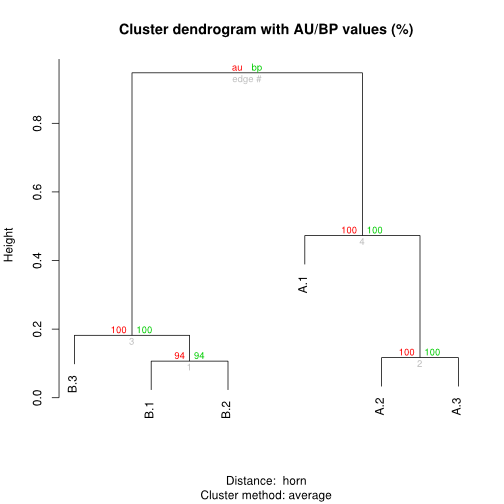 Cluster dendrogram with AU/BP values (%)
au bp
edge #
0.8
0.6
Height
0.4
0.2
0.0
100 100
4
A.1
100 100
3
94 94
1
100 100
2
B.3
B.1
B.2
A.2
A.3
Distance: horn
Cluster method: average